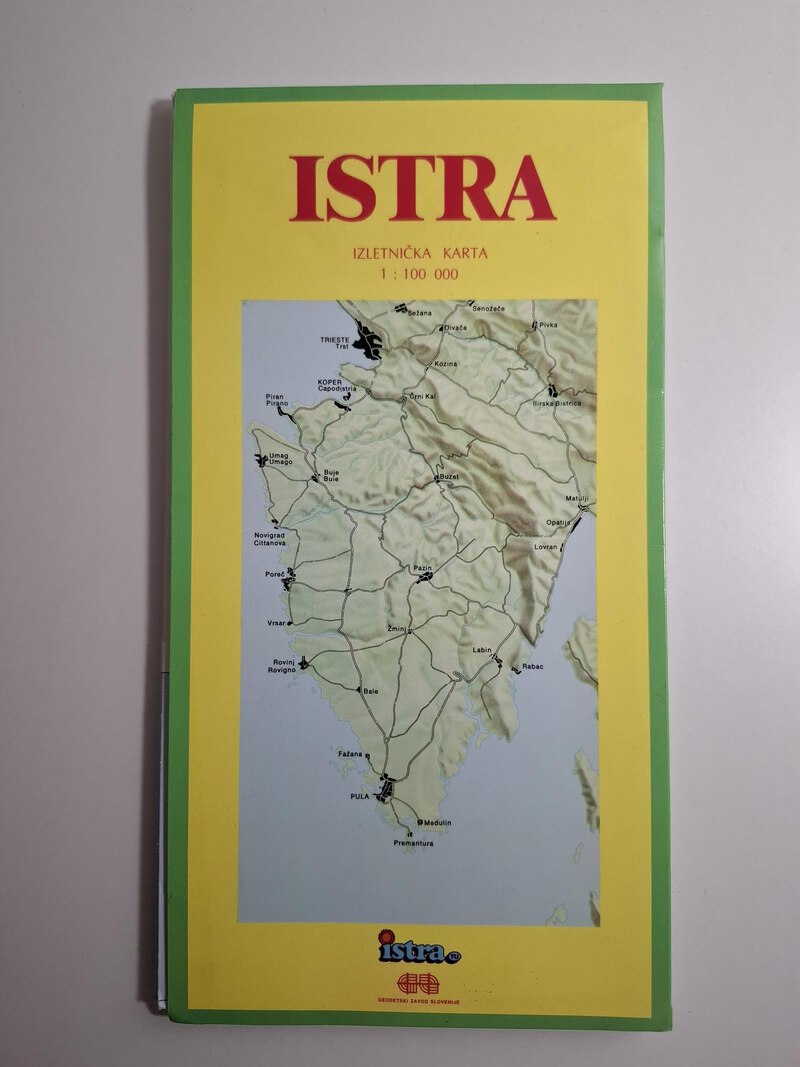 ISTRA
IZLETNIČKA KARTA
1 : 100 000
Senožeče
Sežana
Divača
Pivka
TRIESTE
Trst
Kozina
KOPER
Capodistria
Črni Kal
Ilirska Bistrica
Piran
Pirano
Umag
Umago
Buje
Buie
Buzet
Matulji
Opatija
Novigrad
Cittanova
Lovran
Poreč
Pazin
Vrsar
Žminj
Labin
Rovinj
Rovigno
Rabac
Bale
Fažana
PULA
Medulin
Premantura
istra YU
GEODETSKI ZAVOD SLOVENIJE